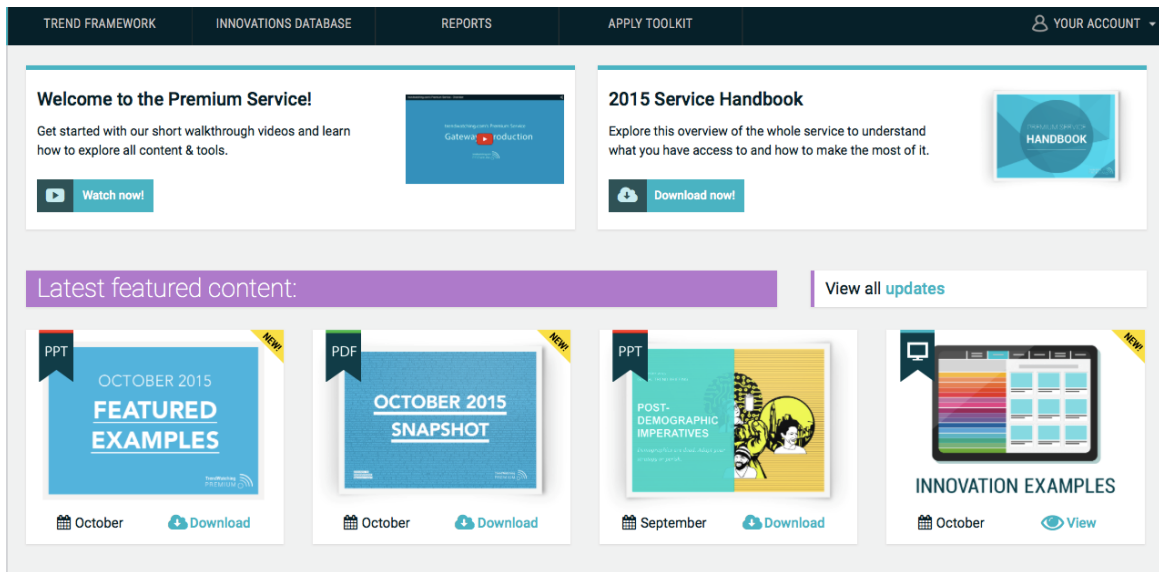 TREND FRAMEWORK
INNOVATIONS DATABASE
REPORTS
APPLY TOOLKIT
YOUR ACCOUNT
Welcome to the Premium Service!
Get started with our short walkthrough videos and learn
how to explore all content & tools.
Watch now!
2015 Service Handbook
Explore this overview of the whole service to understand
what you have access to and how to make the most of it.
HANDBOOK
Download now!
Latest featured content:
View all updates
PPT
NEW!
OCTOBER 2015
FEATURED
EXAMPLES
TrendWatching
PREMIUM
October
Download
PDF
NEW!
OCTOBER 2015
SNAPSHOT
TrendWatching
PREMIUM
October
Download
PPT
POST-
DEMOGRAPHIC
IMPERATIVES
September
Download
NEW!
INNOVATION EXAMPLES
October
View